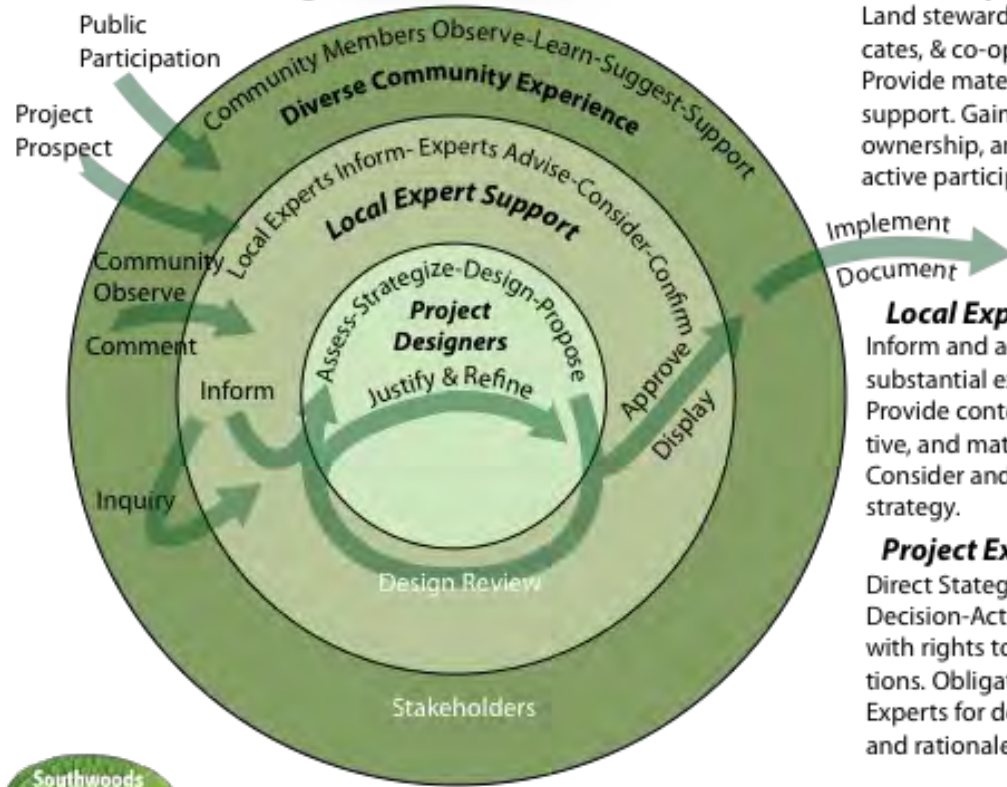 Public
Participation
Project
Prospect
Community Members Observe-Learn-Suggest-Support
Diverse Community Experience
Local Experts Inform- Experts Advise-Consider-Confirm
Local Expert Support
Assess-Strategize-Design-Propose
Project
Designers
Justify & Refine
Community
Observe
Comment
Inform
Inquiry
Approve
Display
Design Review
Stakeholders
Implement
Document
Southwoods
Land steward
cates, & co-op
Provide mate
support. Gain
ownership, a
active particip
Local Exp
Inform and a
substantial e
Provide conte
tive, and mat
Consider and
strategy.
Project Ex
Direct Stateg
Decision-Act
with rights to
tions. Obliga
Experts for d
and rationale